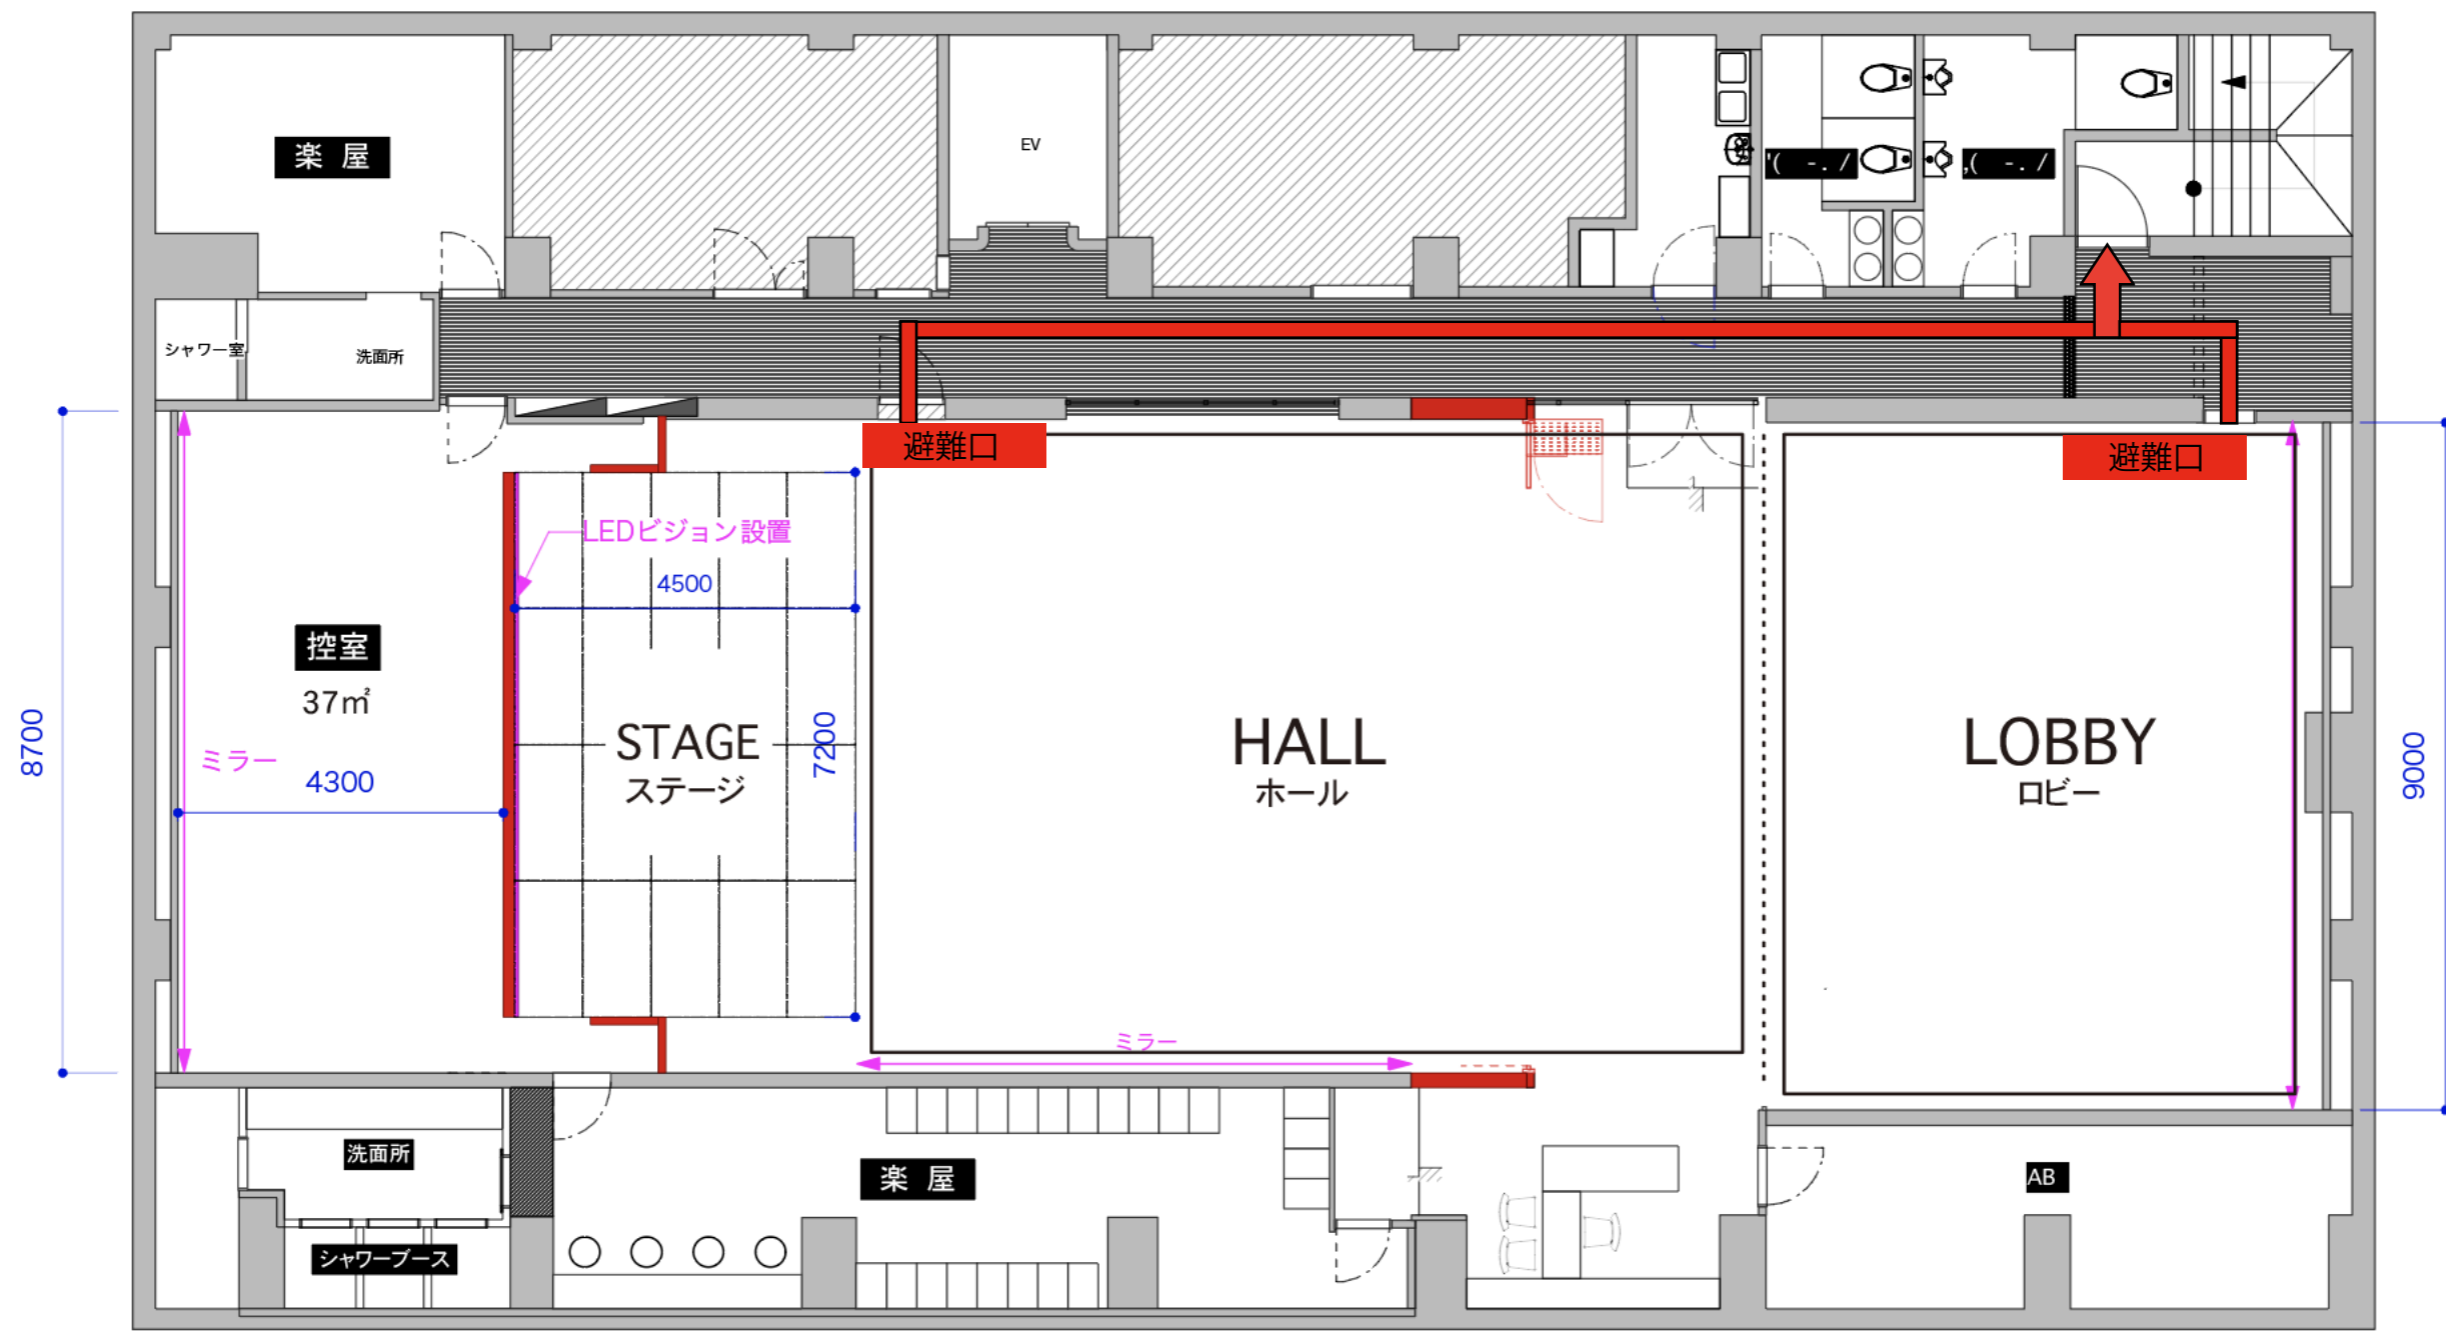 楽 屋
EV
'( -. /
,( -. /
シャワー室
洗面所
避難口
避難口
LEDビジョン設置
4500
控室
37㎡
ミラー
4300
8700
STAGE
ステージ
7200
HALL
ホール
LOBBY
ロビー
9000
ミラー
洗面所
シャワーブース
楽 屋
AB